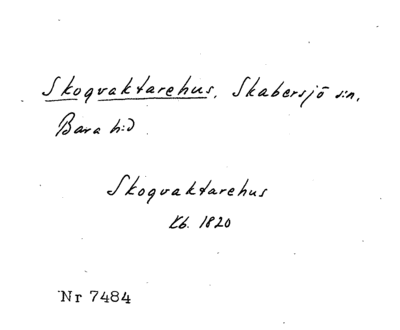 Skogvaktarehus, Skabersjö s:n,
Bara h:d.
Skogvaktarehus
Kb. 1820
Nr 7484